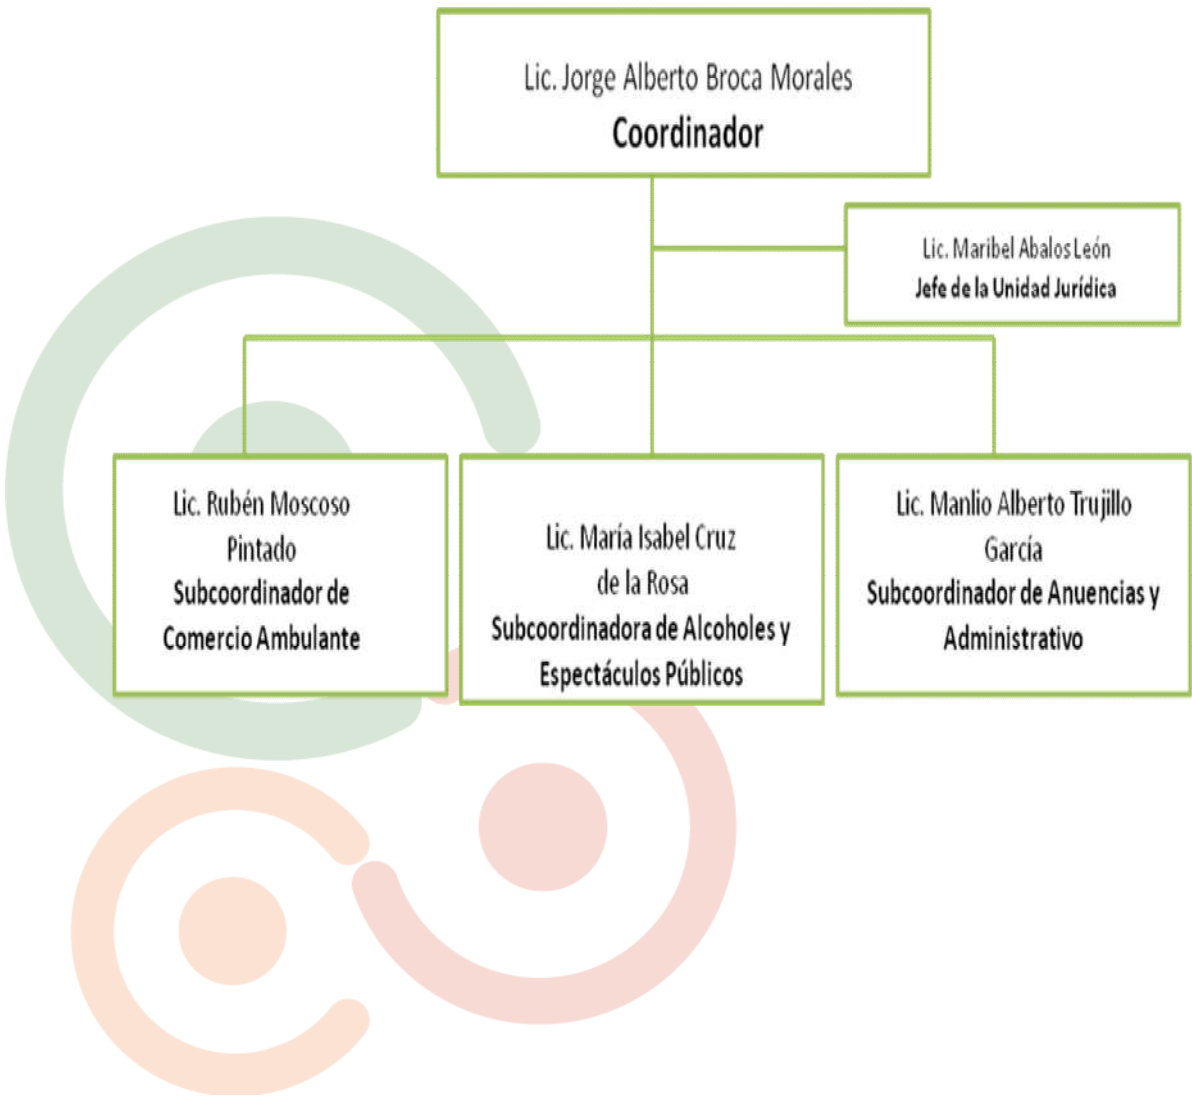 Lic. Jorge Alberto Broca Morales
Coordinador
Lic. Maribel Abalos León
Jefe de la Unidad Jurídica
Lic. Rubén Moscoso
Pintado
Subcoordinador de
Comercio Ambulante
Lic. María Isabel Cruz
de la Rosa
Subcoordinadora de Alcoholes y
Espectáculos Públicos
Lic. Manlio Alberto Trujillo
García
Subcoordinador de Anuencias y
Administrativo